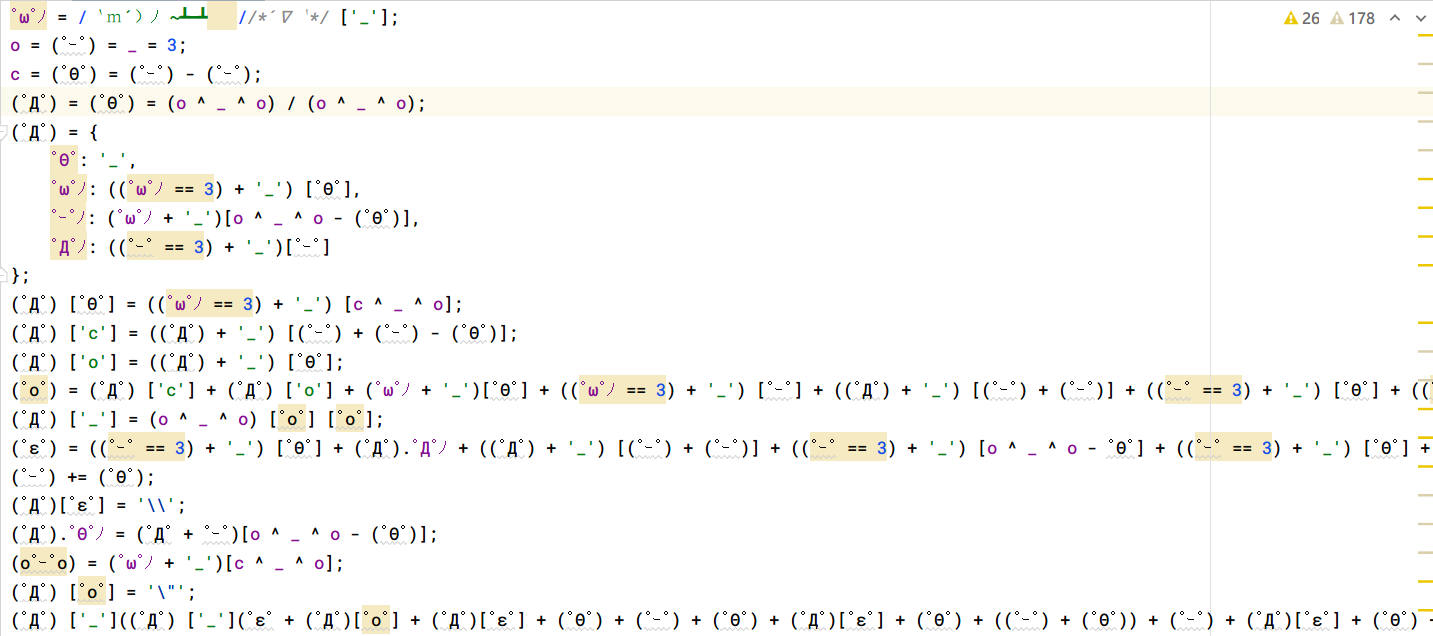 ゚ω゚ﾉ = / ｀ｍ´）ﾉ ~┻━┻   //*´∇｀*/ ['_'];
26 178
o = (゚ｰ゚) = _ = 3;
c = (゚Θ゚) = (゚ｰ゚) - (゚ｰ゚);
(゚Д゚) = (゚Θ゚) = (o ^ _ ^ o) / (o ^ _ ^ o);
(゚Д゚) = {
゚Θ゚: '_',
゚ω゚ﾉ: ((゚ω゚ﾉ == 3) + '_') [゚Θ゚],
゚ｰ゚ﾉ: (゚ω゚ﾉ + '_')[o ^ _ ^ o - (゚Θ゚)],
゚Д゚ﾉ: ((゚ｰ゚ == 3) + '_')[゚ｰ゚]
};
(゚Д゚) [゚Θ゚] = ((゚ω゚ﾉ == 3) + '_') [c ^ _ ^ o];
(゚Д゚) ['c'] = ((゚Д゚) + '_') [(゚ｰ゚) + (゚ｰ゚) - (゚Θ゚)];
(゚Д゚) ['o'] = ((゚Д゚) + '_') [゚Θ゚];
(゚o゚) = (゚Д゚) ['c'] + (゚Д゚) ['o'] + (゚ω゚ﾉ + '_')[゚Θ゚] + ((゚ω゚ﾉ == 3) + '_') [゚ｰ゚] + ((゚Д゚) + '_') [(゚ｰ゚) + (゚ｰ゚)] + ((゚ｰ゚ == 3) + '_') [゚Θ゚] + ((
(゚Д゚) ['_'] = (o ^ _ ^ o) [゚o゚] [゚o゚];
(゚ε゚) = ((゚ｰ゚ == 3) + '_') [゚Θ゚] + (゚Д゚).゚Д゚ﾉ + ((゚Д゚) + '_') [(゚ｰ゚) + (゚ｰ゚)] + ((゚ｰ゚ == 3) + '_') [o ^ _ ^ o - ゚Θ゚] + ((゚ｰ゚ == 3) + '_') [゚Θ゚] +
(゚ｰ゚) += (゚Θ゚);
(゚Д゚)[゚ε゚] = '\\';
(゚Д゚).゚Θ゚ﾉ = (゚Д゚ + ゚ｰ゚)[o ^ _ ^ o - (゚Θ゚)];
(o゚ｰ゚o) = (゚ω゚ﾉ + '_')[c ^ _ ^ o];
(゚Д゚) [゚o゚] = '\"';
(゚Д゚) ['_']((゚Д゚) ['_'](゚ε゚ + (゚Д゚)[゚o゚] + (゚Д゚)[゚ε゚] + (゚Θ゚) + (゚ｰ゚) + (゚Θ゚) + (゚Д゚)[゚ε゚] + (゚Θ゚) + ((゚ｰ゚) + (゚Θ゚)) + (゚ｰ゚) + (゚Д゚)[゚ε゚] + (゚Θ゚) +